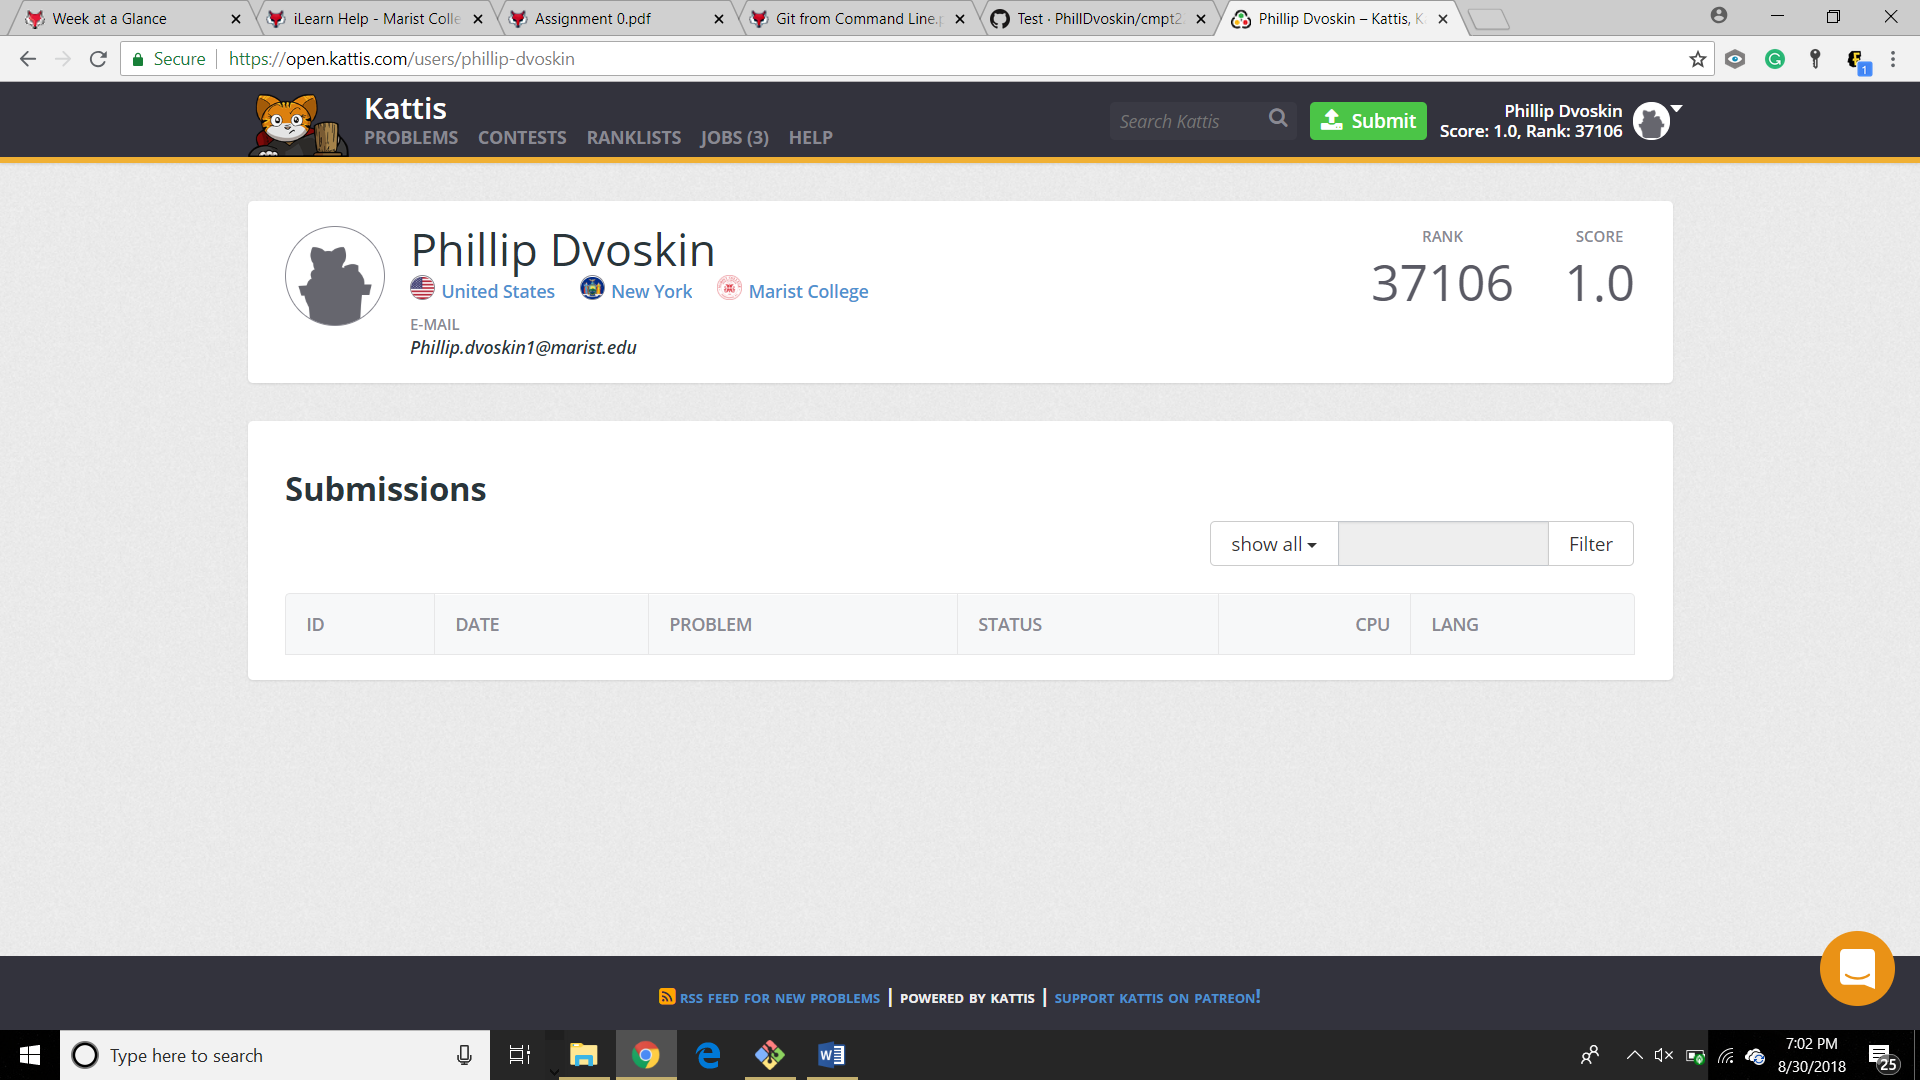 Week at a Glance
iLearn Help - Marist Colle
Assignment 0.pdf
Git from Command Line.p
Test · PhillDvoskin/cmpt2
Phillip Dvoskin – Kattis, K
Secure
https://open.kattis.com/users/phillip-dvoskin
1
Kattis
PROBLEMS CONTESTS RANKLISTS JOBS (3) HELP
Search Kattis
Submit
Phillip Dvoskin
Score: 1.0, Rank: 37106
Phillip Dvoskin
United States New York Marist College
E-MAIL
Phillip.dvoskin1@marist.edu
RANK SCORE
37106 1.0
Submissions
show all Filter
ID DATE PROBLEM STATUS CPU LANG
RSS FEED FOR NEW PROBLEMS | POWERED BY KATTIS | SUPPORT KATTIS ON PATREON!
Type here to search
7:02 PM
8/30/2018
25